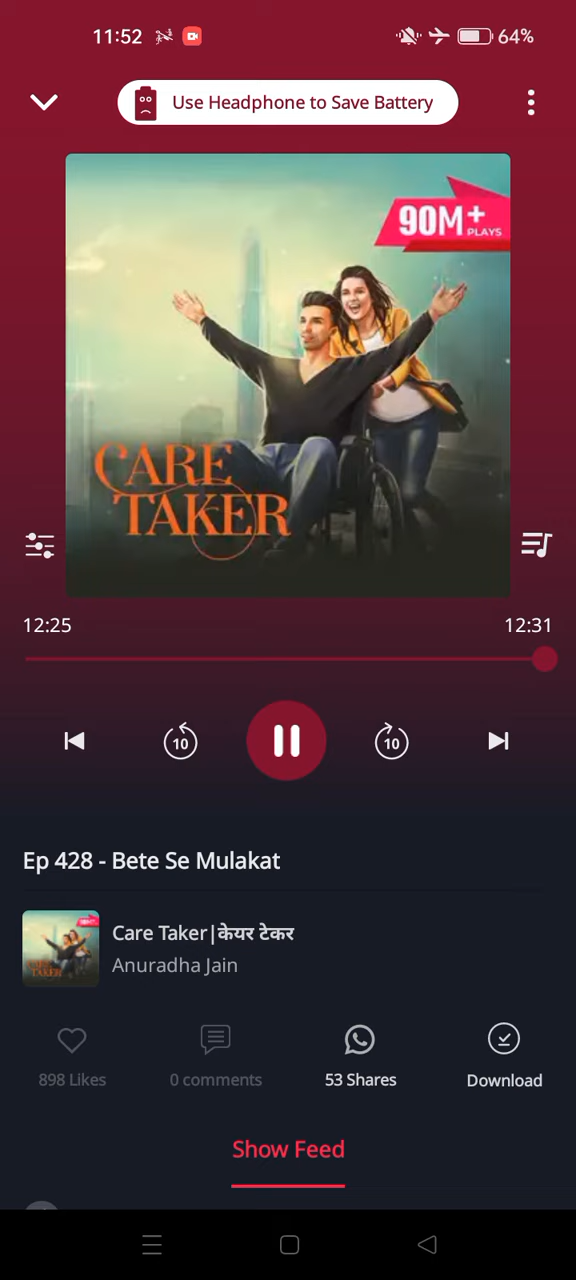 11:52
64%
Use Headphone to Save Battery
90M+
PLAYS
CARE
TAKER
12:25
12:31
10
10
Ep 428 - Bete Se Mulakat
Care Taker|केयर टेकर
Anuradha Jain
898 Likes
0 comments
53 Shares
Download
Show Feed